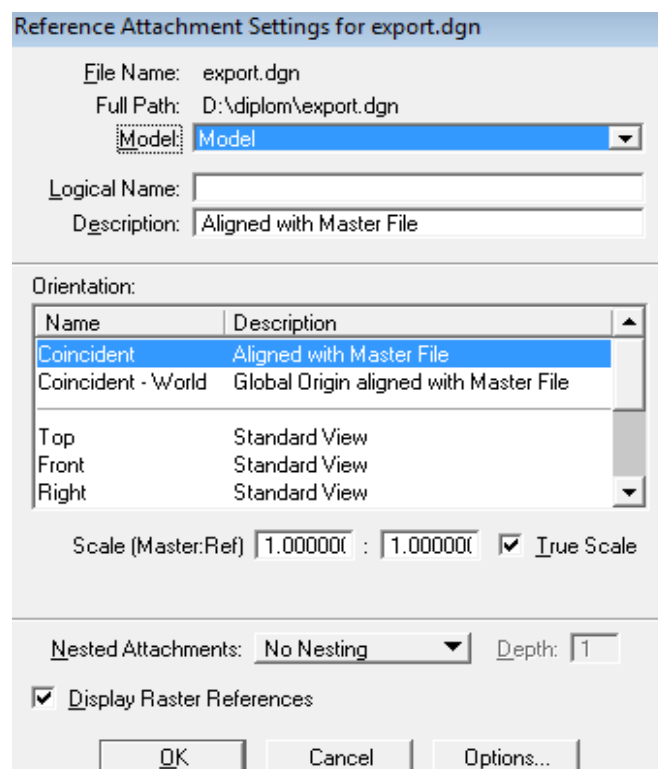 Reference Attachment Settings for export.dgn
File Name: export.dgn
Full Path: D:\diplom\export.dgn
Model: Model
Logical Name:
Description: Aligned with Master File
Orientation:
Name Description
Coincident Aligned with Master File
Coincident - World Global Origin aligned with Master File
Top Standard View
Front Standard View
Right Standard View
Scale (Master:Ref) 1.00000( : 1.00000( True Scale
Nested Attachments: No Nesting Depth: 1
Display Raster References
OK Cancel Options...